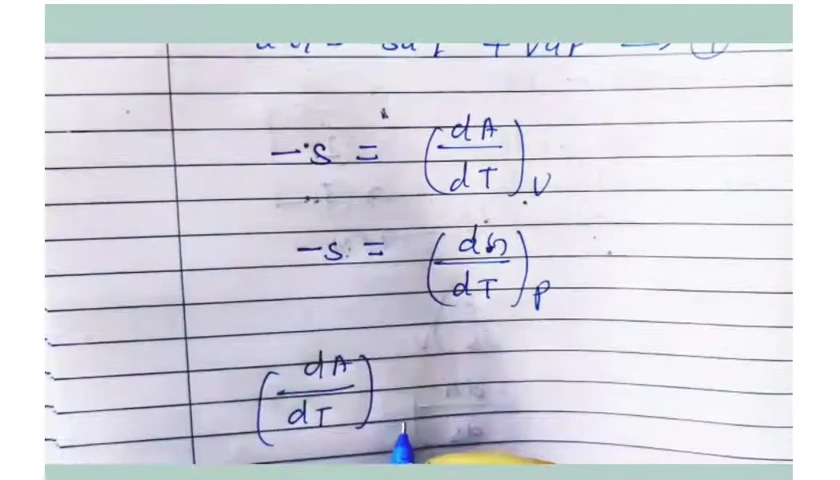 -s = (dA/dT)_V
-s = (dG/dT)_P
(dA/dT)